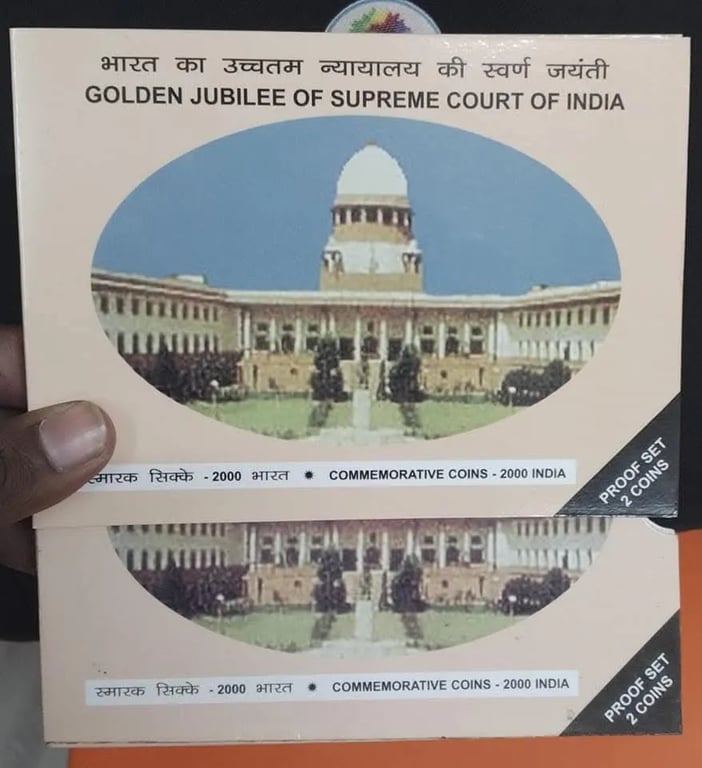 भारत का उच्चतम न्यायालय की स्वर्ण जयंती
GOLDEN JUBILEE OF SUPREME COURT OF INDIA
स्मारक सिक्के - 2000 भारत ✹ COMMEMORATIVE COINS - 2000 INDIA
PROOF SET
2 COINS
स्मारक सिक्के - 2000 भारत ✹ COMMEMORATIVE COINS - 2000 INDIA
PROOF SET
2 COINS